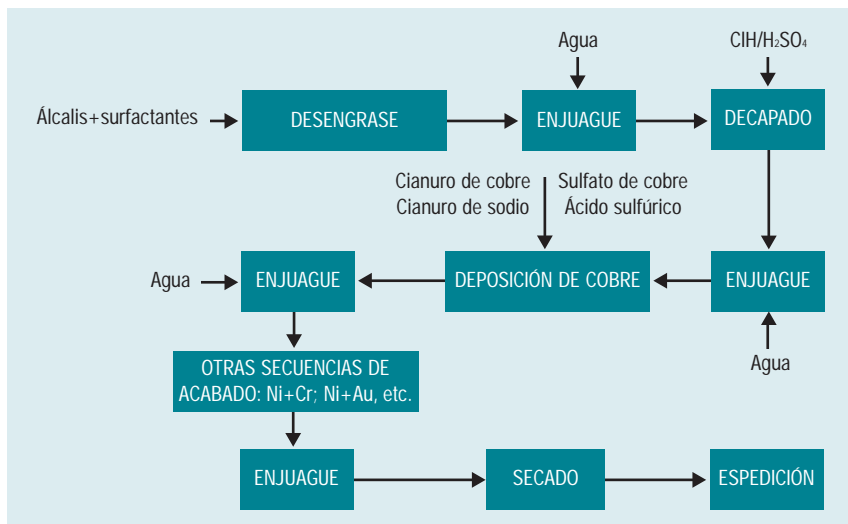 Agua
ClH/H₂SO₄
Álcalis+surfactantes
DESENGRASE
ENJUAGUE
DECAPADO
Cianuro de cobre
Cianuro de sodio
Sulfato de cobre
Ácido sulfúrico
Agua
ENJUAGUE
DEPOSICIÓN DE COBRE
ENJUAGUE
Agua
OTRAS SECUENCIAS DE
ACABADO: Ni+Cr; Ni+Au, etc.
ENJUAGUE
SECADO
ESPEDICIÓN